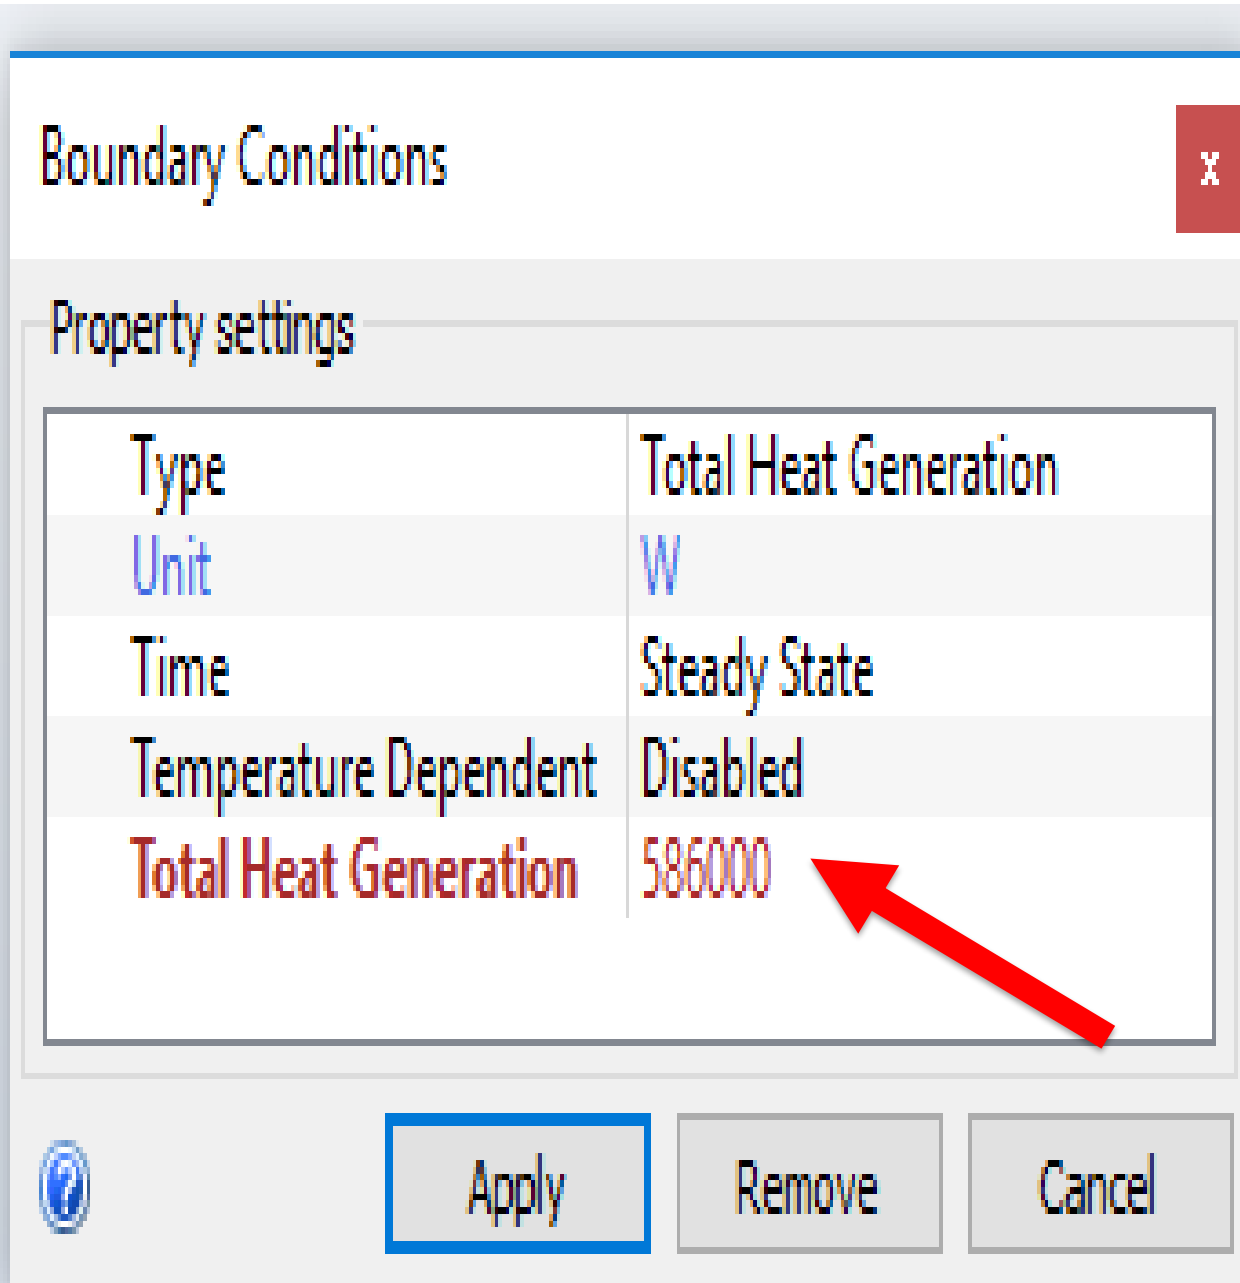 Boundary Conditions
x
Property settings
Type Total Heat Generation
Unit W
Time Steady State
Temperature Dependent Disabled
Total Heat Generation 586000
?
Apply Remove Cancel